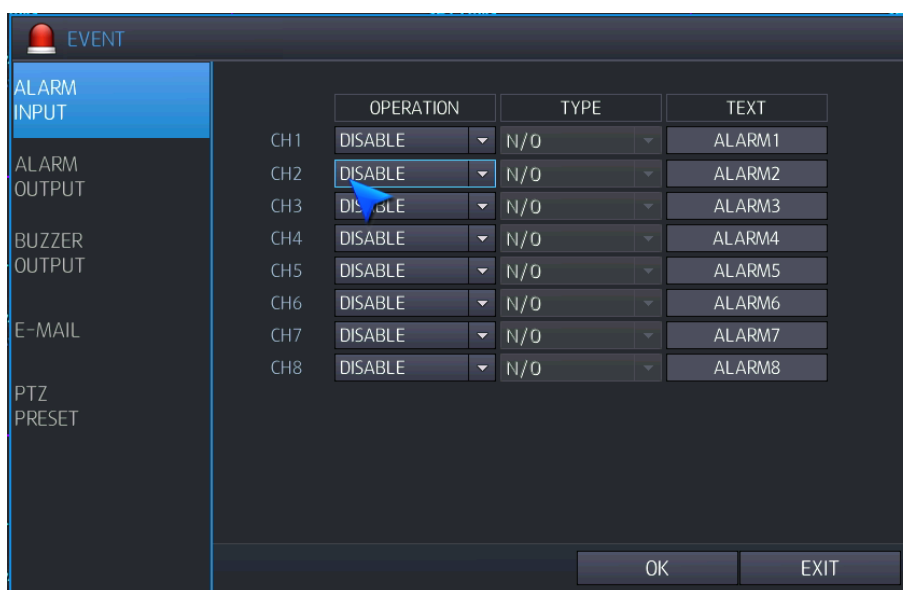 EVENT
ALARM
INPUT
ALARM
OUTPUT
BUZZER
OUTPUT
E-MAIL
PTZ
PRESET
OPERATION TYPE TEXT
CH1 DISABLE N/O ALARM1
CH2 DISABLE N/O ALARM2
CH3 DISABLE N/O ALARM3
CH4 DISABLE N/O ALARM4
CH5 DISABLE N/O ALARM5
CH6 DISABLE N/O ALARM6
CH7 DISABLE N/O ALARM7
CH8 DISABLE N/O ALARM8
OK EXIT